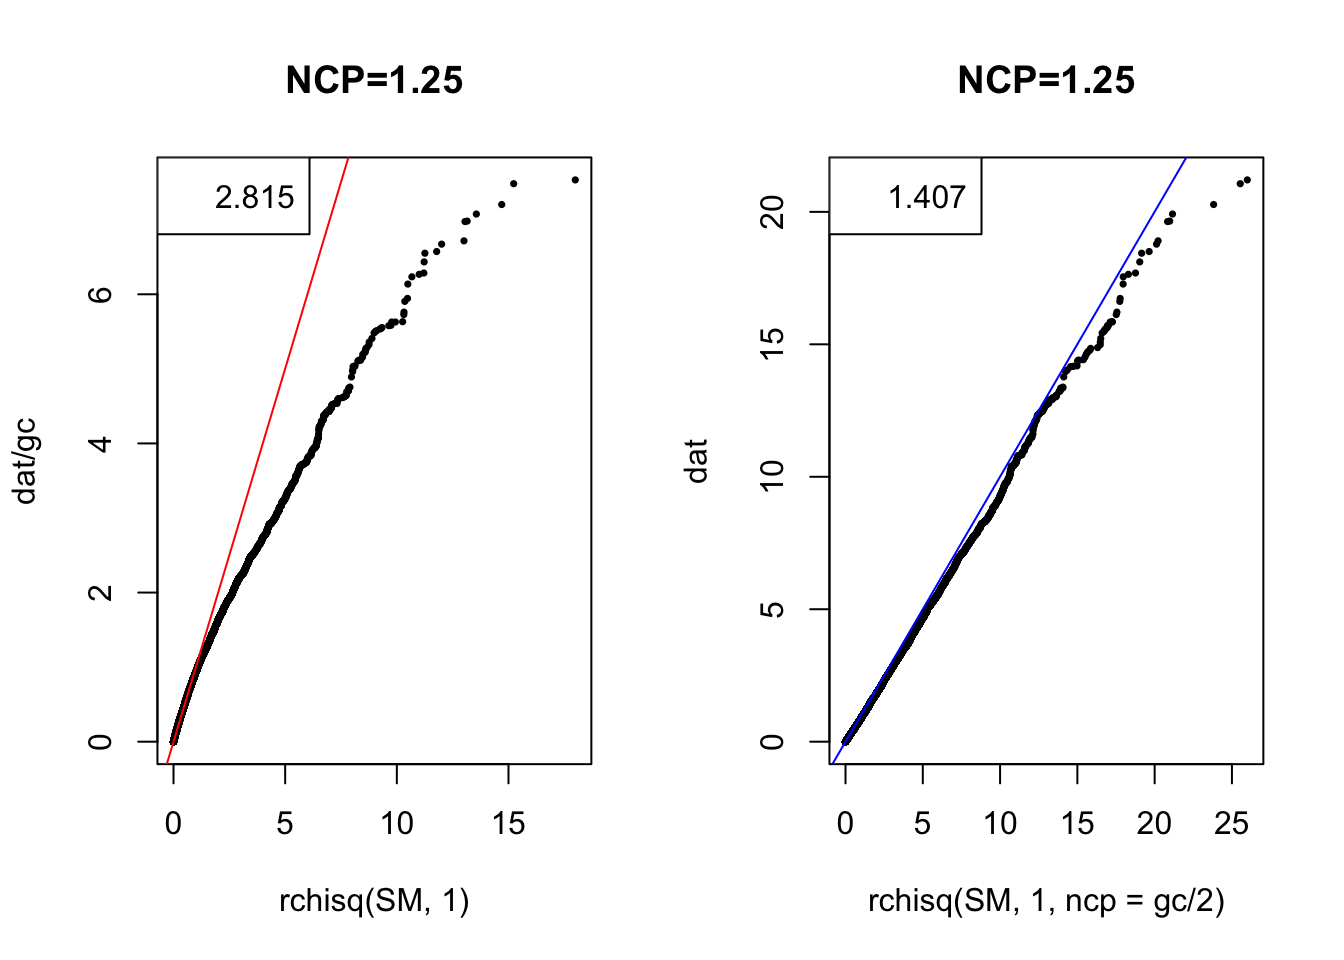 NCP=1.25
2.815
dat/gc
0
2
4
6
0 5 10 15
rchisq(SM, 1)
NCP=1.25
1.407
dat
0
5
10
15
20
0 5 10 15 20 25
rchisq(SM, 1, ncp = gc/2)